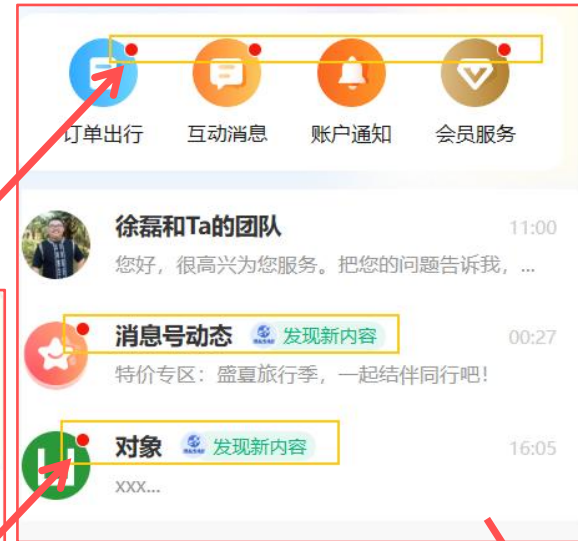 订单出行 互动消息 账户通知 会员服务
徐磊和Ta的团队 11:00
您好，很高兴为您服务。把您的问题告诉我，...
消息号动态 发现新内容 00:27
特价专区：盛夏旅行季，一起结伴同行吧！
对象 发现新内容 16:05
xxx...